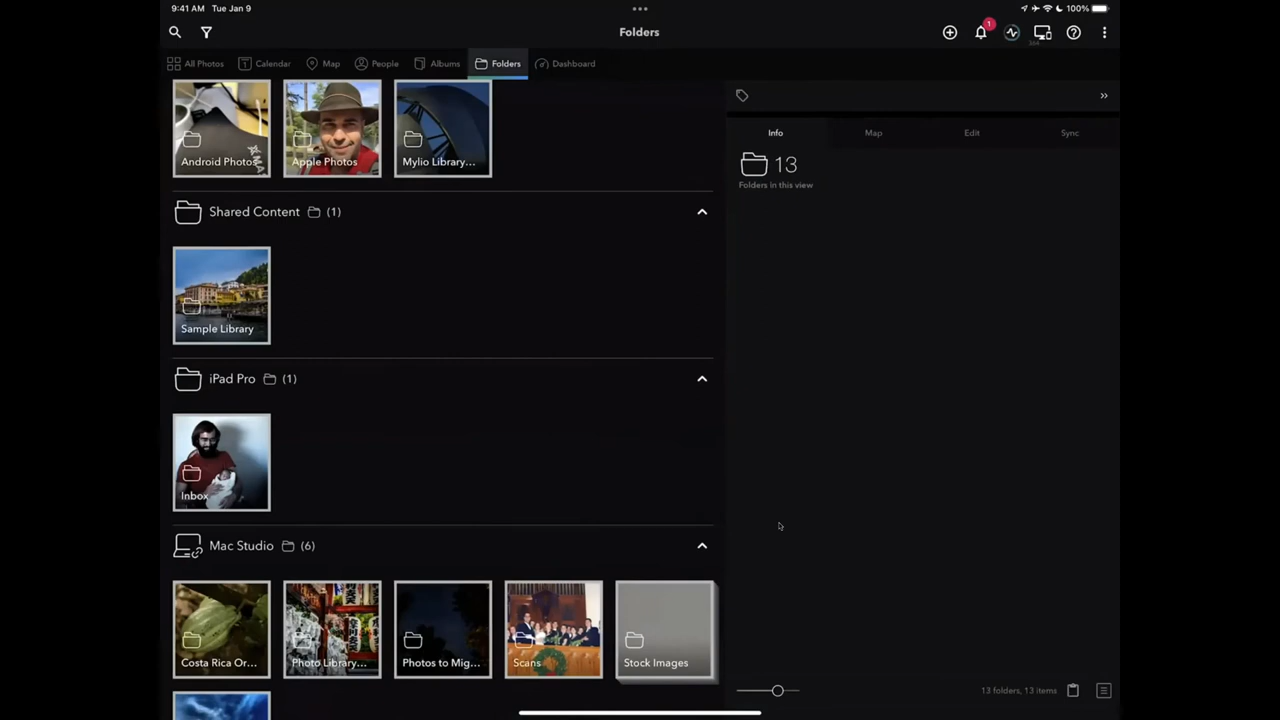 9:41 AM Tue Jan 9
100%
Folders
1
All Photos
Calendar
Map
People
Albums
Folders
Dashboard
Info
Map
Edit
Sync
13
Folders in this view
Android Photos
Apple Photos
Mylio Library...
Shared Content (1)
Sample Library
iPad Pro (1)
Inbox
Mac Studio (6)
Costa Rica Or...
Photo Library...
Photos to Mig...
Scans
Stock Images
13 folders, 13 items